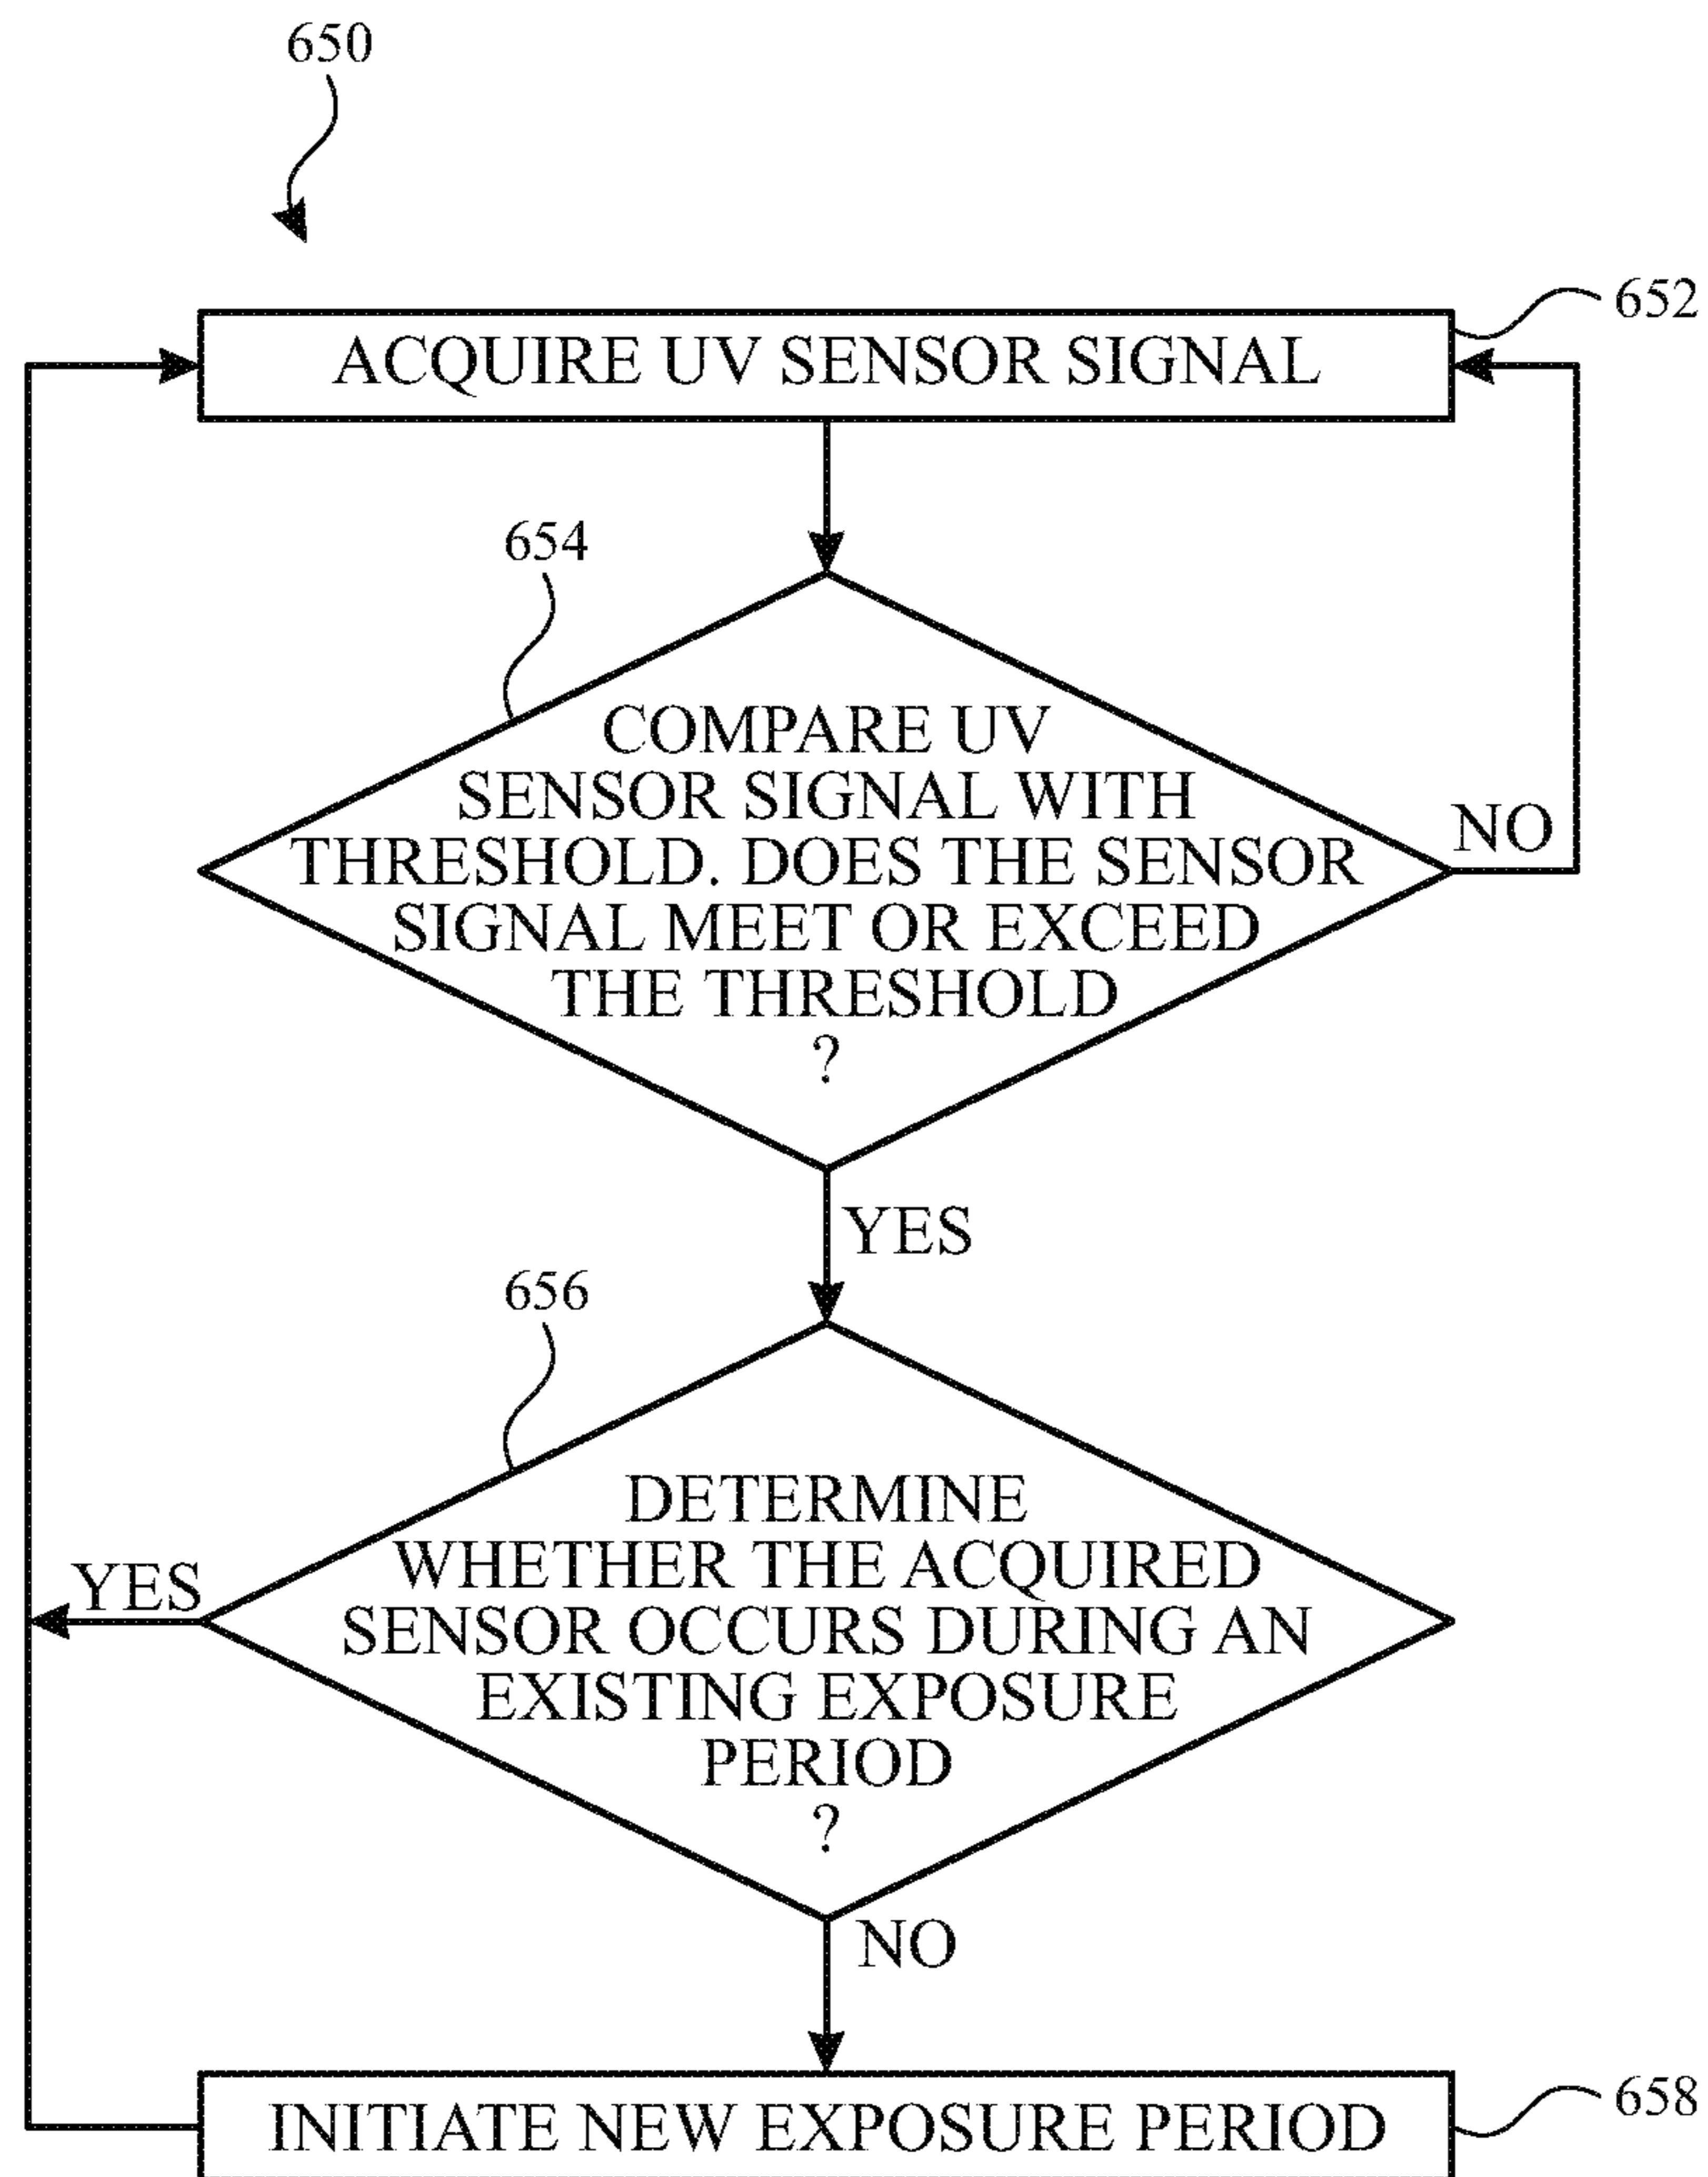 650
652
ACQUIRE UV SENSOR SIGNAL
654
COMPARE UV
SENSOR SIGNAL WITH
THRESHOLD. DOES THE SENSOR
SIGNAL MEET OR EXCEED
THE THRESHOLD
?
NO
YES
656
DETERMINE
WHETHER THE ACQUIRED
SENSOR OCCURS DURING AN
EXISTING EXPOSURE
PERIOD
?
YES
NO
INITIATE NEW EXPOSURE PERIOD
658